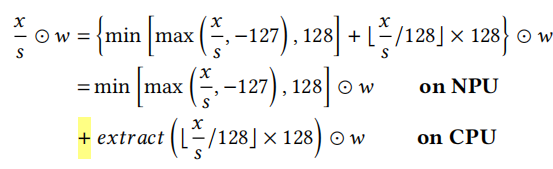 x/s ⊙ w = {min [max (x/s, −127), 128] + ⌊x/s/128⌋ × 128} ⊙ w
= min [max (x/s, −127), 128] ⊙ w on NPU
+ extract (⌊x/s/128⌋ × 128) ⊙ w on CPU